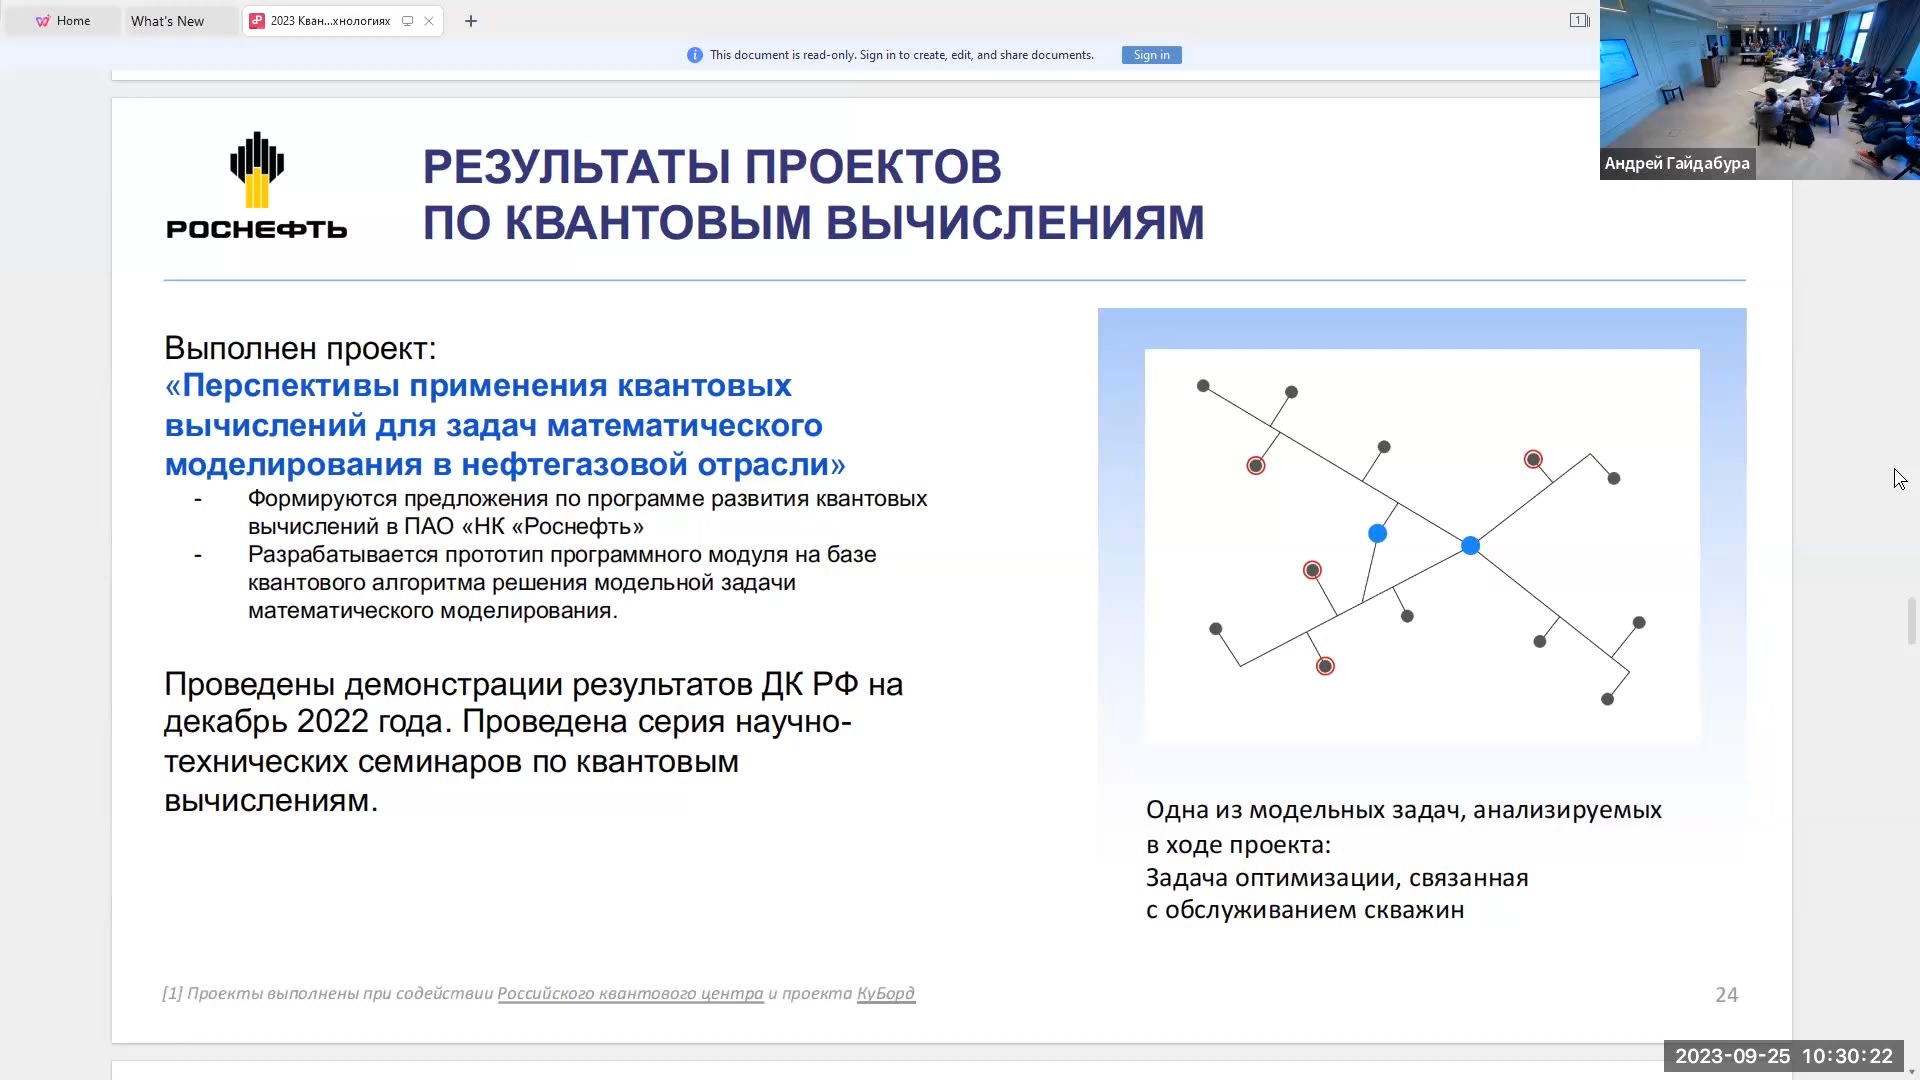 Home
What's New
2023 Кван...хнологиях
1
This document is read-only. Sign in to create, edit, and share documents.
Sign in
Андрей Гайдабура
РОСНЕФТЬ
РЕЗУЛЬТАТЫ ПРОЕКТОВ
ПО КВАНТОВЫМ ВЫЧИСЛЕНИЯМ
Выполнен проект:
«Перспективы применения квантовых
вычислений для задач математического
моделирования в нефтегазовой отрасли»
- Формируются предложения по программе развития квантовых
вычислений в ПАО «НК «Роснефть»
- Разрабатывается прототип программного модуля на базе
квантового алгоритма решения модельной задачи
математического моделирования.
Проведены демонстрации результатов ДК РФ на
декабрь 2022 года. Проведена серия научно-
технических семинаров по квантовым
вычислениям.
Одна из модельных задач, анализируемых
в ходе проекта:
Задача оптимизации, связанная
с обслуживанием скважин
[1] Проекты выполнены при содействии Российского квантового центра и проекта КуБорд
24
2023-09-25 10:30:22